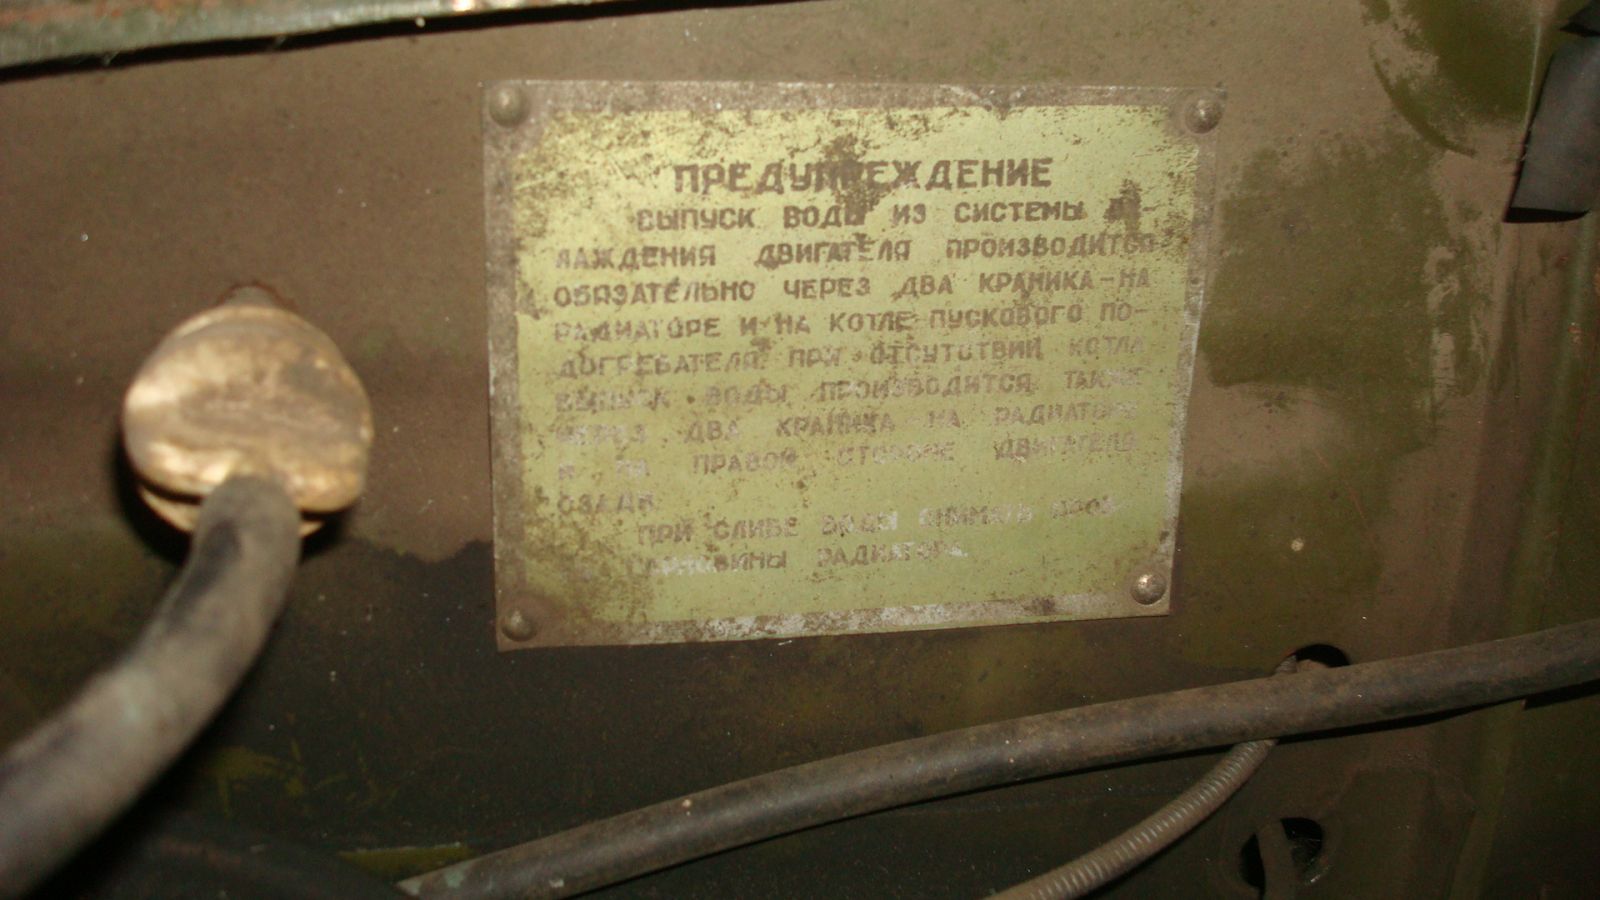 ПРЕДУПРЕЖДЕНИЕ
ВЫПУСК ВОДЫ ИЗ СИСТЕМЫ
ЛАЖДЕНИЯ ДВИГАТЕЛЯ ПРОИЗВОДИТСЯ
ОБЯЗАТЕЛЬНО ЧЕРЕЗ ДВА КРАНИКА-НА
РАДИАТОРЕ И НА КОТЛЕ ПУСКОВОГО ПО-
ДОГРЕВАТЕЛЯ. ПРИ ОТСУТСТВИИ КОТЛА
ВЫПУСК ВОДЫ ПРОИЗВОДИТСЯ ТАКЖЕ
ЧЕРЕЗ ДВА КРАНИКА-НА РАДИАТОРЕ
И НА ПРАВОЙ СТОРОНЕ ДВИГАТЕЛЯ
СЗАДИ.
ПРИ СЛИВЕ ВОДЫ СНИМАТЬ
РАДИАТОРА.